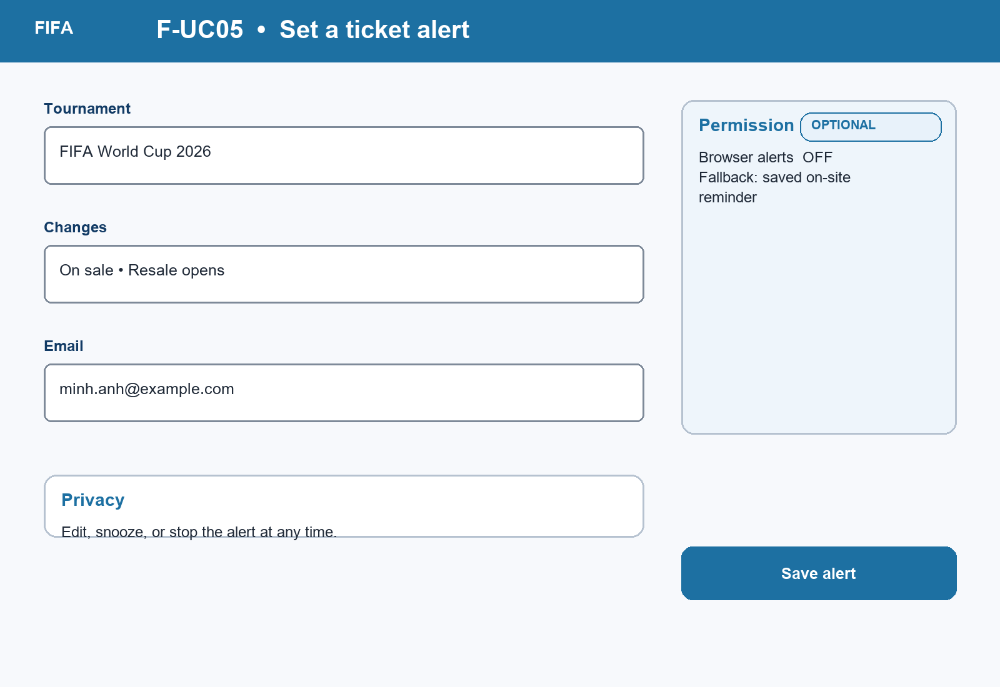 FIFA
F-UC05 • Set a ticket alert
Tournament
FIFA World Cup 2026
Changes
On sale • Resale opens
Email
minh.anh@example.com
Privacy
Edit, snooze, or stop the alert at any time.
Permission
OPTIONAL
Browser alerts  OFF
Fallback: saved on-site
reminder
Save alert